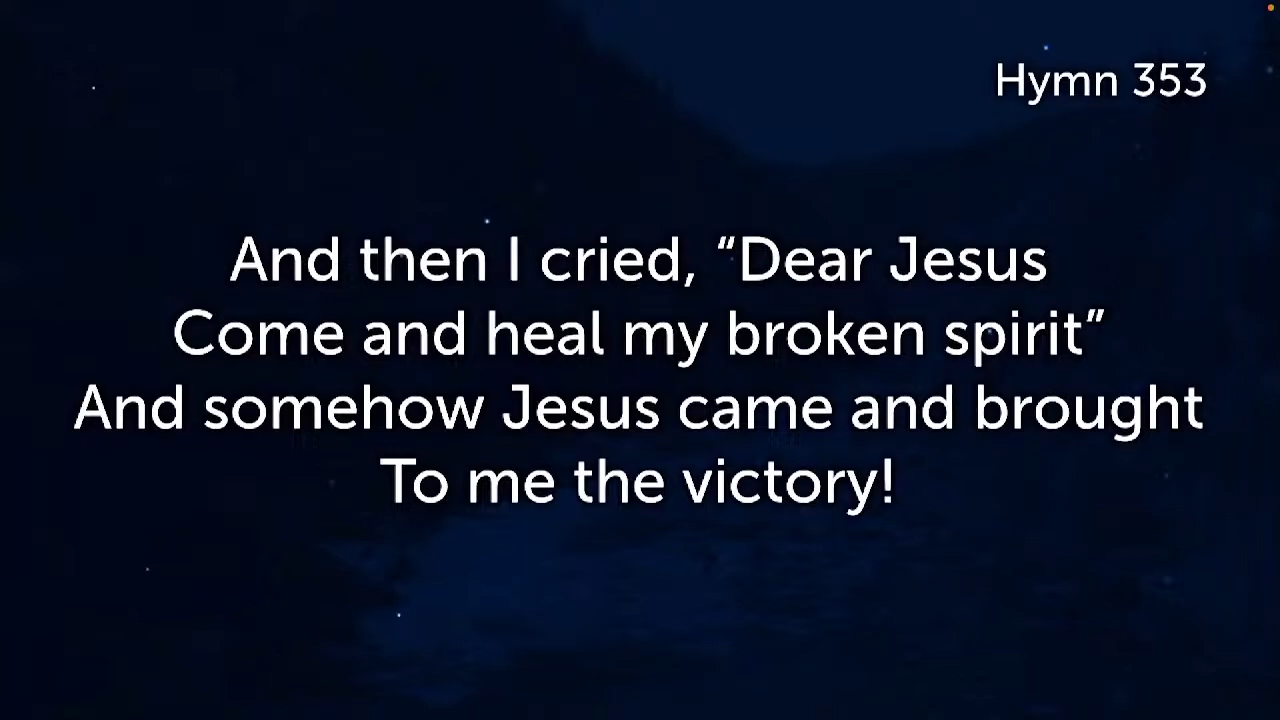 Hymn 353
And then I cried, “Dear Jesus
Come and heal my broken spirit”
And somehow Jesus came and brought
To me the victory!